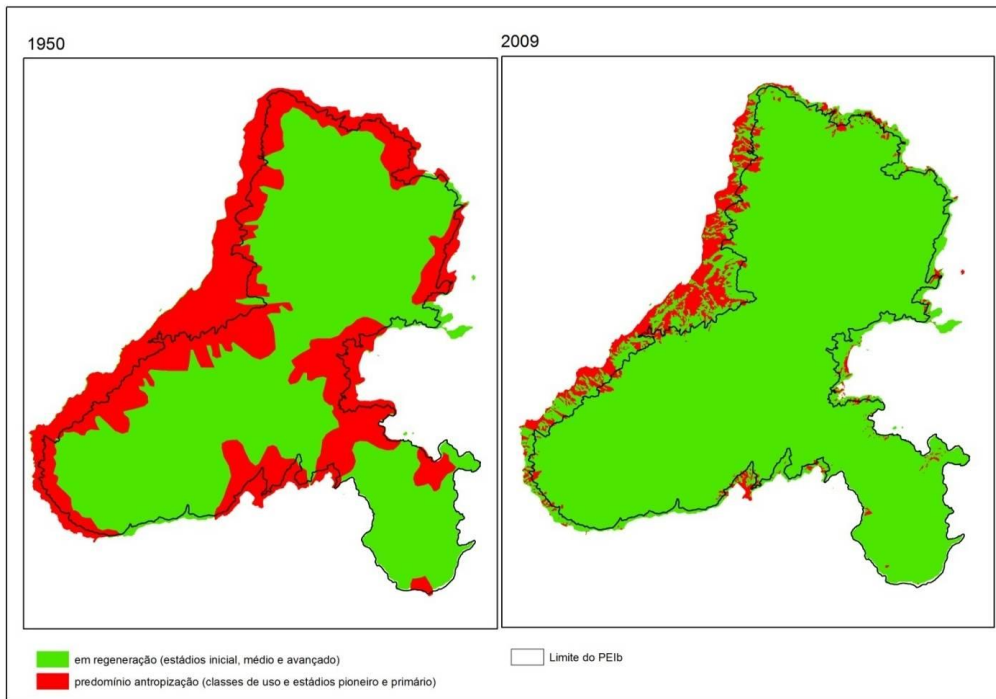 1950
2009
em regeneração (estádios inicial, médio e avançado)
Limite do PEIb
predomínio antropização (classes de uso e estádios pioneiro e primário)